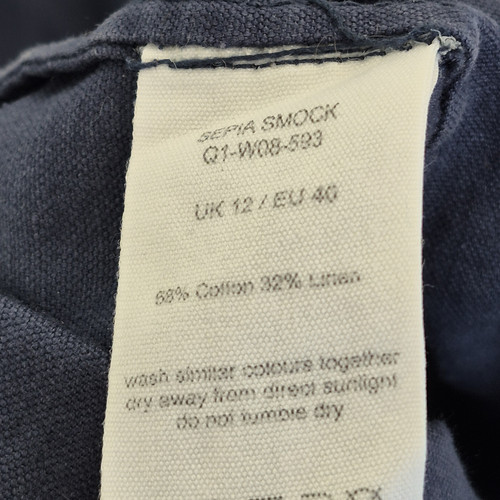 SEPIA SMOCK
Q1-W08-593
UK 12 / EU 40
68% Cotton 32% Linen
wash similar colours together
dry away from direct sunlight
do not tumble dry